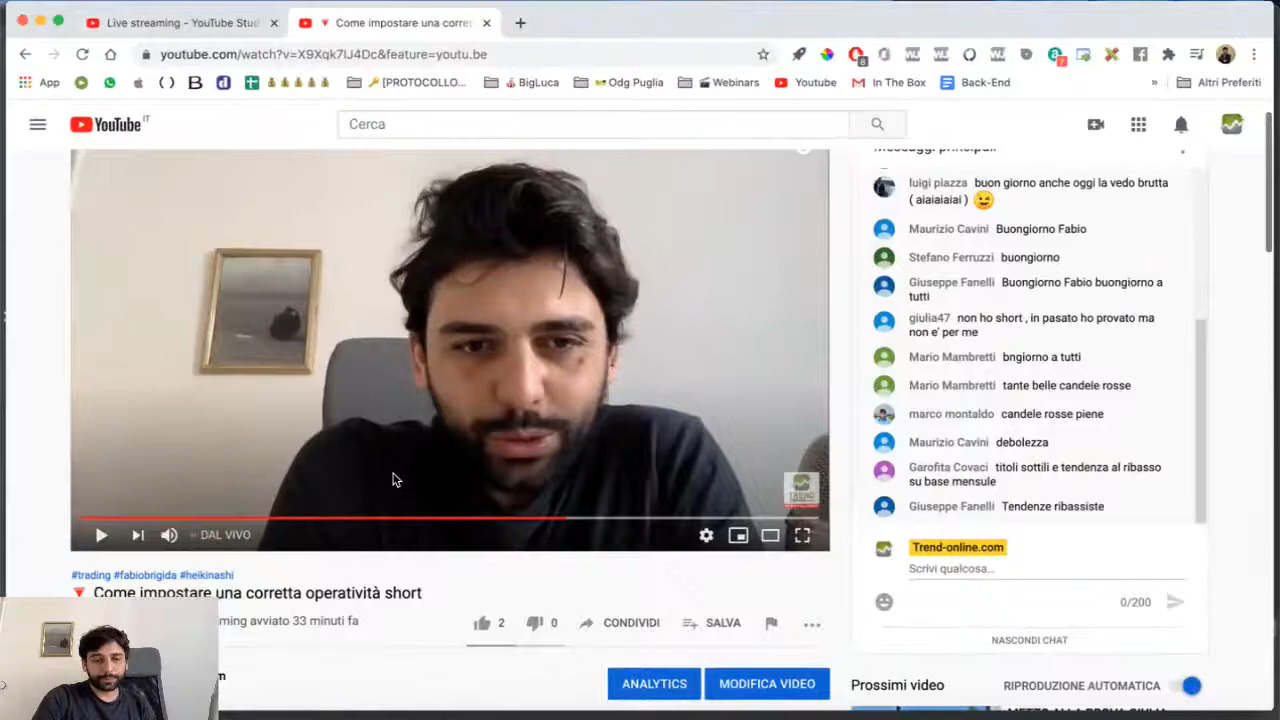 Live streaming - YouTube Stud
Come impostare una corret
youtube.com/watch?v=X9Xqk7lJ4Dc&feature=youtu.be
App
[PROTOCOLLO...
BigLuca
Odg Puglia
Webinars
Youtube
In The Box
Back-End
»
Altri Preferiti
YouTube IT
Cerca
Messaggi principali
luigi piazza buon giorno anche oggi la vedo brutta
( aiaiaiaiai )
Maurizio Cavini Buongiorno Fabio
Stefano Ferruzzi buongiorno
Giuseppe Fanelli Buongiorno Fabio buongiorno a
tutti
giulia47 non ho short , in pasato ho provato ma
non e' per me
Mario Mambretti bngiorno a tutti
Mario Mambretti tante belle candele rosse
marco montaldo candele rosse piene
Maurizio Cavini debolezza
Garofita Covaci titoli sottili e tendenza al ribasso
su base mensule
Giuseppe Fanelli Tendenze ribassiste
TREND
DAL VIVO
Trend-online.com
Scrivi qualcosa...
0/200
NASCONDI CHAT
#trading #fabiobrigida #heikinashi
Come impostare una corretta operatività short
ming avviato 33 minuti fa
2
0
CONDIVIDI
SALVA
m
ANALYTICS
MODIFICA VIDEO
Prossimi video
RIPRODUZIONE AUTOMATICA